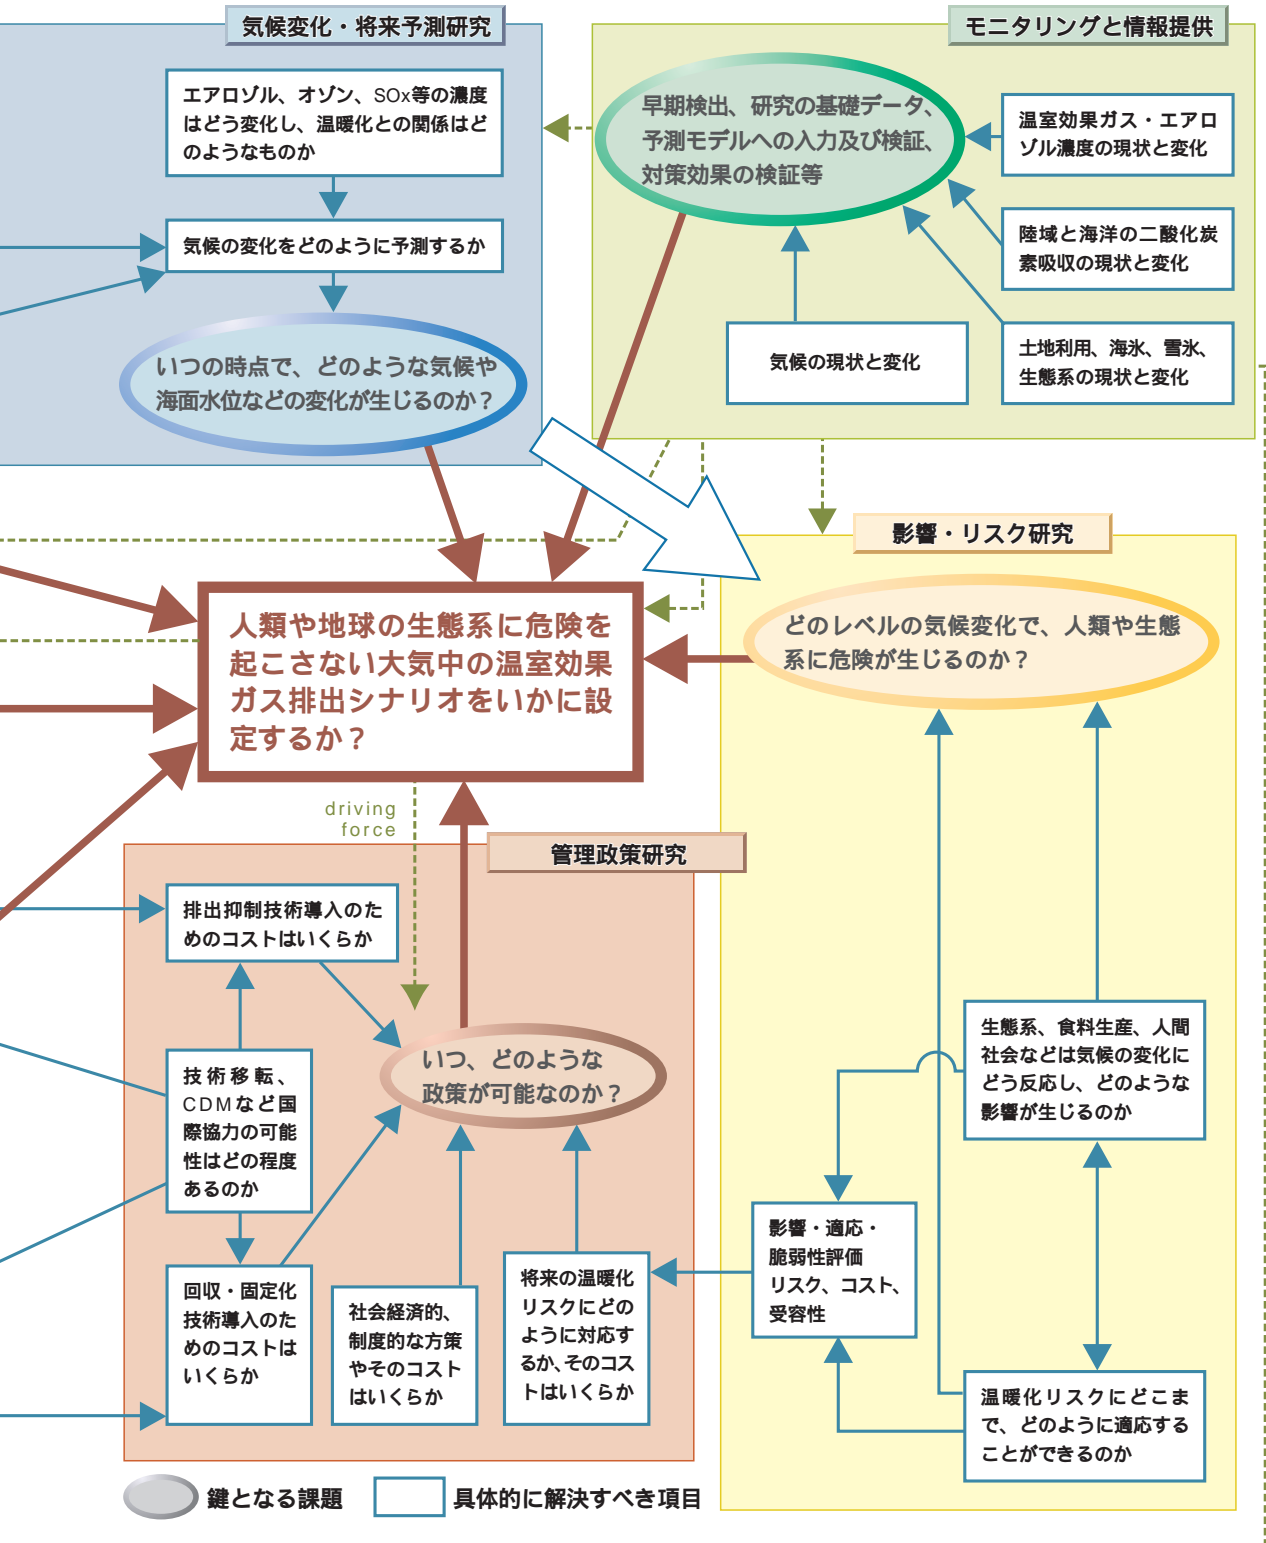 気候変化・将来予測研究
エアロゾル、オゾン、SOx等の濃度
はどう変化し、温暖化との関係はど
のようなものか
気候の変化をどのように予測するか
いつの時点で、どのような気候や
海面水位などの変化が生じるのか？
モニタリングと情報提供
早期検出、研究の基礎データ、
予測モデルへの入力及び検証、
対策効果の検証等
温室効果ガス・エアロ
ゾル濃度の現状と変化
陸域と海洋の二酸化炭
素吸収の現状と変化
土地利用、海氷、雪氷、
生態系の現状と変化
気候の現状と変化
影響・リスク研究
どのレベルの気候変化で、人類や生態
系に危険が生じるのか？
人類や地球の生態系に危険を
起こさない大気中の温室効果
ガス排出シナリオをいかに設
定するか？
driving
force
管理政策研究
排出抑制技術導入のた
めのコストはいくらか
いつ、どのような
政策が可能なのか？
技術移転、
CDMなど国
際協力の可能
性はどの程度
あるのか
回収・固定化
技術導入のた
めのコストは
いくらか
社会経済的、
制度的な方策
やそのコスト
はいくらか
将来の温暖化
リスクにどの
ように対応す
るか、そのコス
トはいくらか
生態系、食料生産、人間
社会などは気候の変化に
どう反応し、どのような
影響が生じるのか
影響・適応・
脆弱性評価
リスク、コスト、
受容性
温暖化リスクにどこま
で、どのように適応する
ことができるのか
鍵となる課題
具体的に解決すべき項目